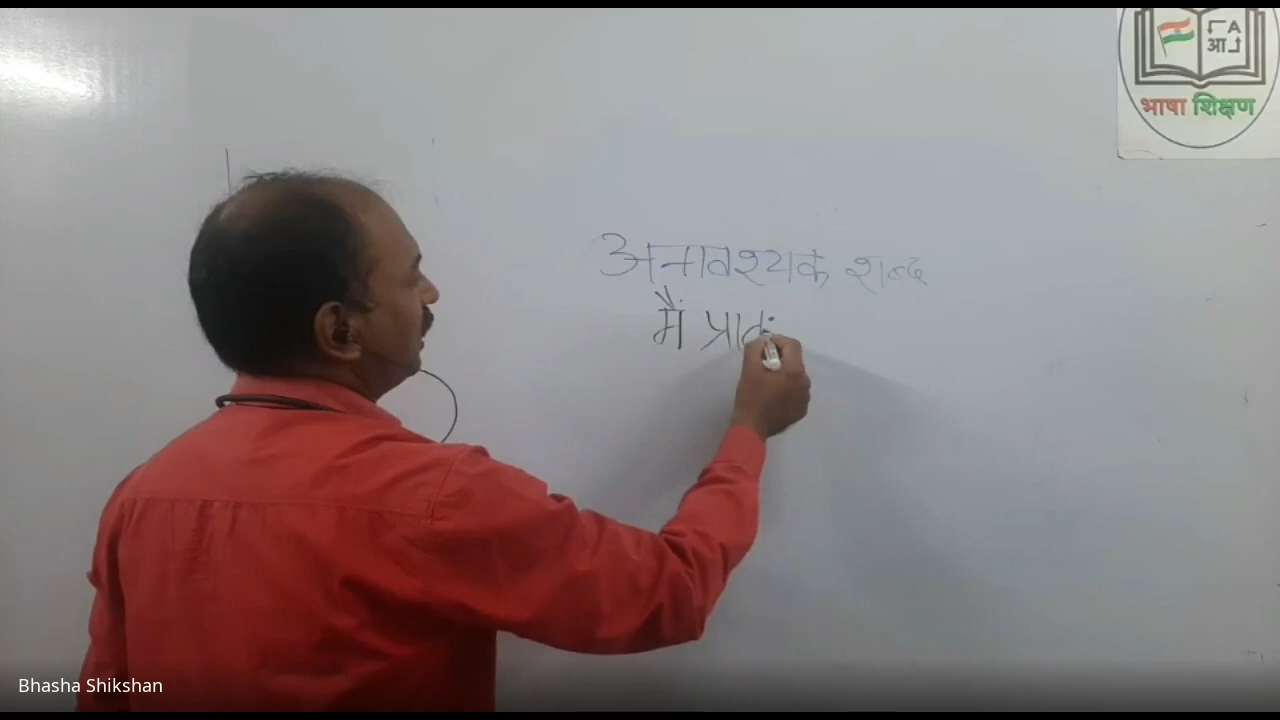 A
आ
भाषा शिक्षण
अनावश्यक शब्द
मैं
Bhasha Shikshan